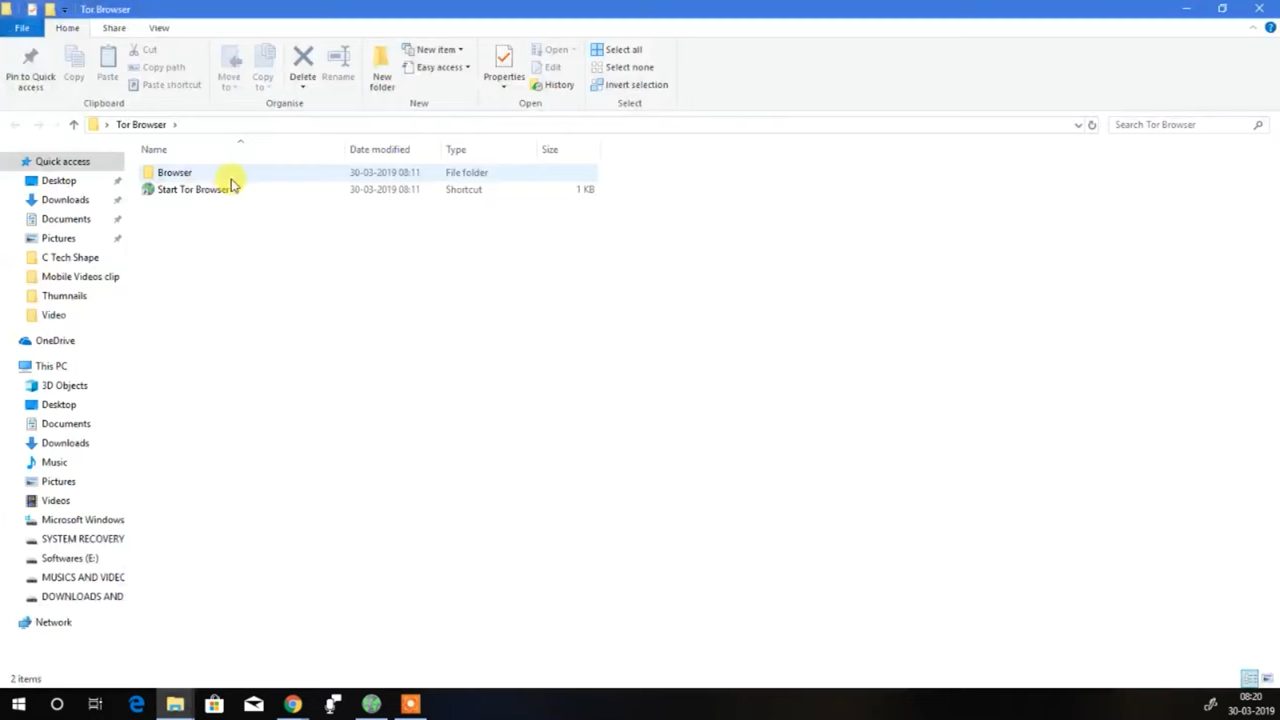 Tor Browser
File Home Share View
Pin to Quick access
Copy
Paste
Cut
Copy path
Paste shortcut
Clipboard
Move to
Copy to
Delete
Rename
Organise
New folder
New item
Easy access
New
Properties
Open
Edit
History
Open
Select all
Select none
Invert selection
Select
Tor Browser
Search Tor Browser
Name Date modified Type Size
Browser 30-03-2019 08:11 File folder
Start Tor Browser 30-03-2019 08:11 Shortcut 1 KB
Quick access
Desktop
Downloads
Documents
Pictures
C Tech Shape
Mobile Videos clip
Thumnails
Video
OneDrive
This PC
3D Objects
Desktop
Documents
Downloads
Music
Pictures
Videos
Microsoft Windows
SYSTEM RECOVERY
Softwares (E:)
MUSICS AND VIDEC
DOWNLOADS AND
Network
2 items
08:20
30-03-2019